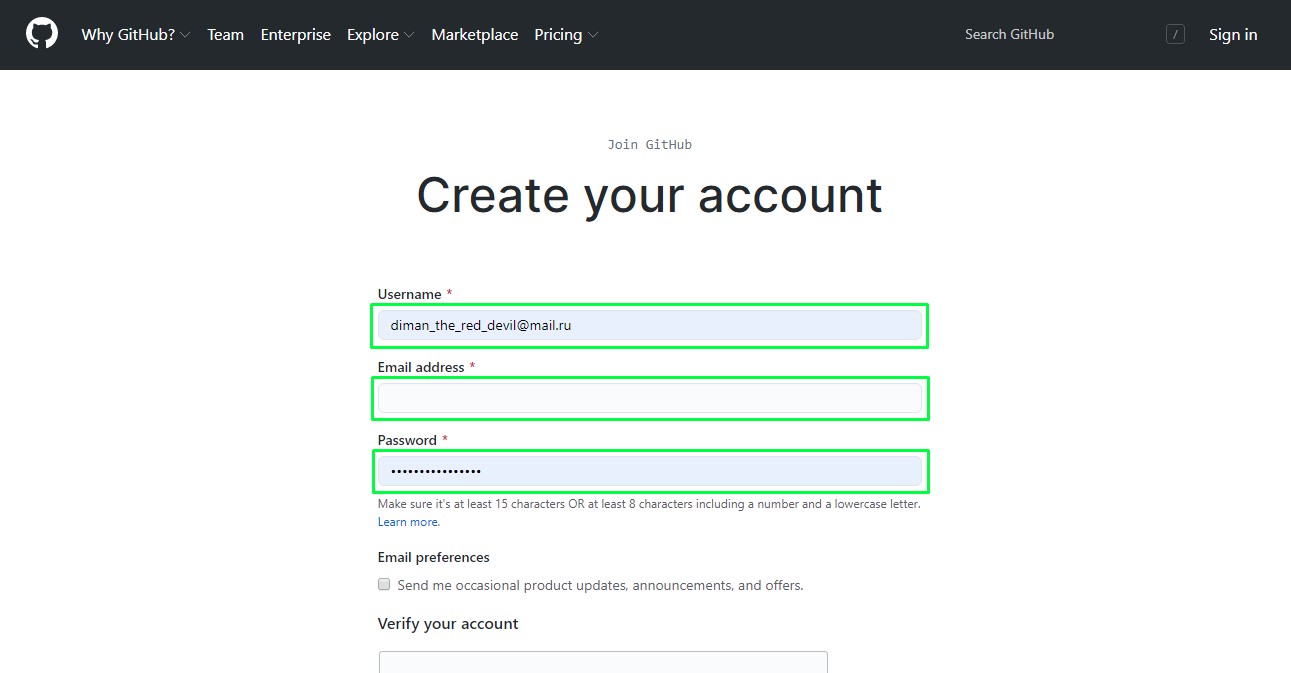 Why GitHub? Team Enterprise Explore Marketplace Pricing Search GitHub / Sign in
Join GitHub
Create your account
Username *
diman_the_red_devil@mail.ru
Email address *
Password *
••••••••••••••••
Make sure it's at least 15 characters OR at least 8 characters including a number and a lowercase letter.
Learn more.
Email preferences
Send me occasional product updates, announcements, and offers.
Verify your account